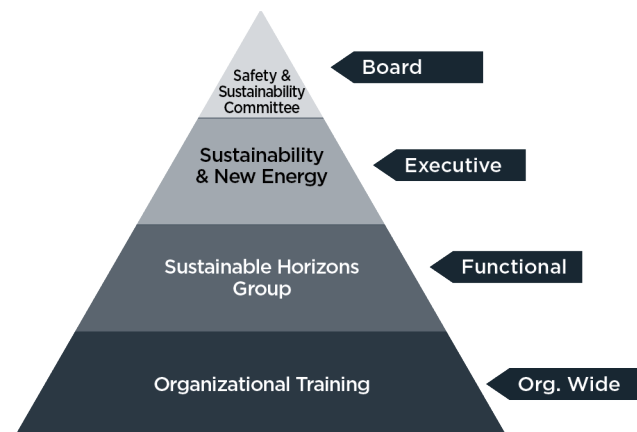 Safety &
Sustainability
Committee
Board
Sustainability
& New Energy
Executive
Sustainable Horizons
Group
Functional
Organizational Training
Org. Wide